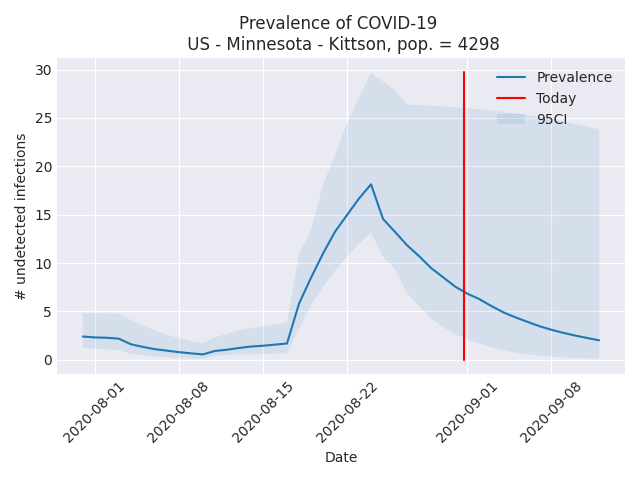 Prevalence of COVID-19
US - Minnesota - Kittson, pop. = 4298
30
25
20
15
10
5
0
# undetected infections
Prevalence
Today
95CI
2020-08-01
2020-08-08
2020-08-15
2020-08-22
2020-09-01
2020-09-08
Date